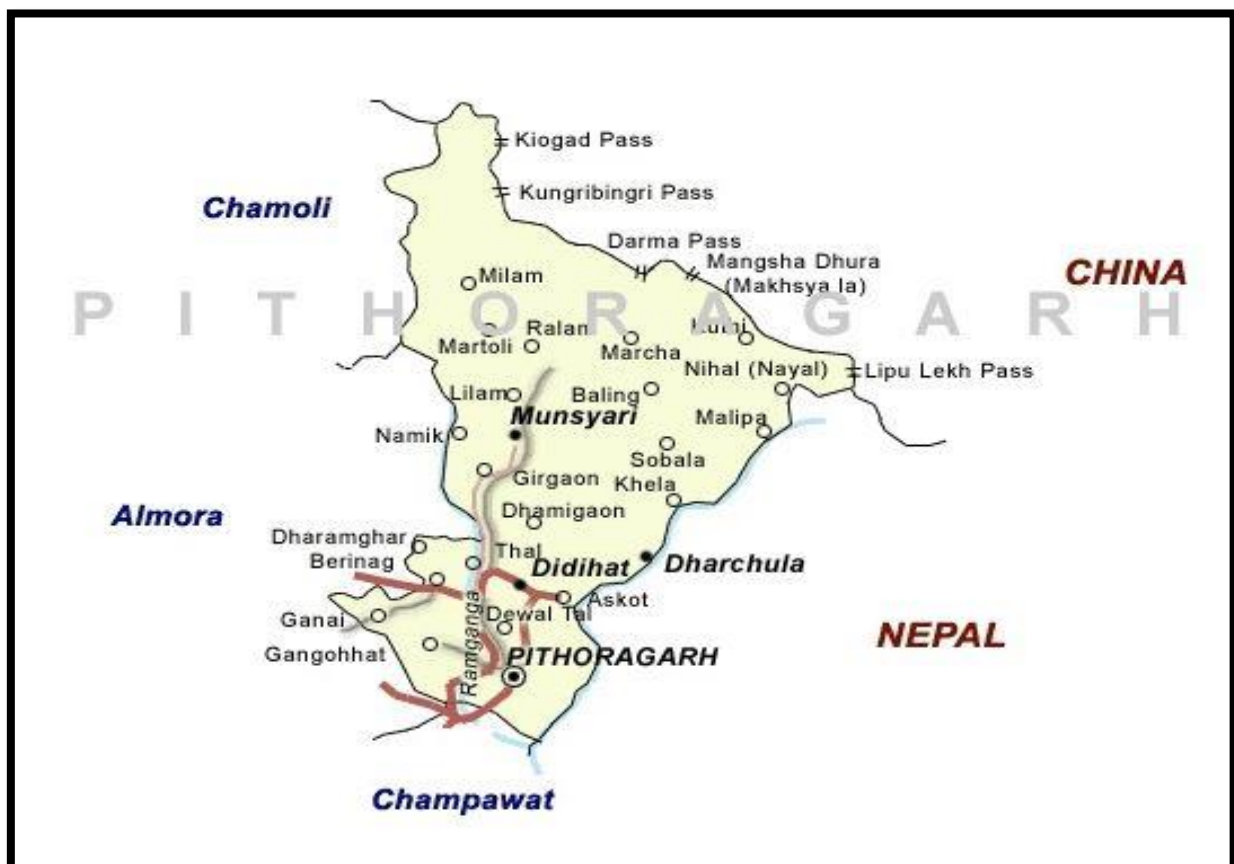 Kiogad Pass
Kungribingri Pass
Chamoli
Darma Pass
Mangsha Dhura
(Makhsya la)
CHINA
Milam
PITHORAGARH
Ralan
Kuthi
Martoli
Marcha
Nihal (Nayal)
Lipu Lekh Pass
Lilam
Baling
Munsyari
Malipa
Namik
Sobala
Girgaon
Khela
Almora
Dhamigaon
Dharamghar
Berinag
Thal
Didihat
Dharchula
Askot
Ganai
Dewal Tal
NEPAL
Gangohhat
Ramganga
PITHORAGARH
Champawat